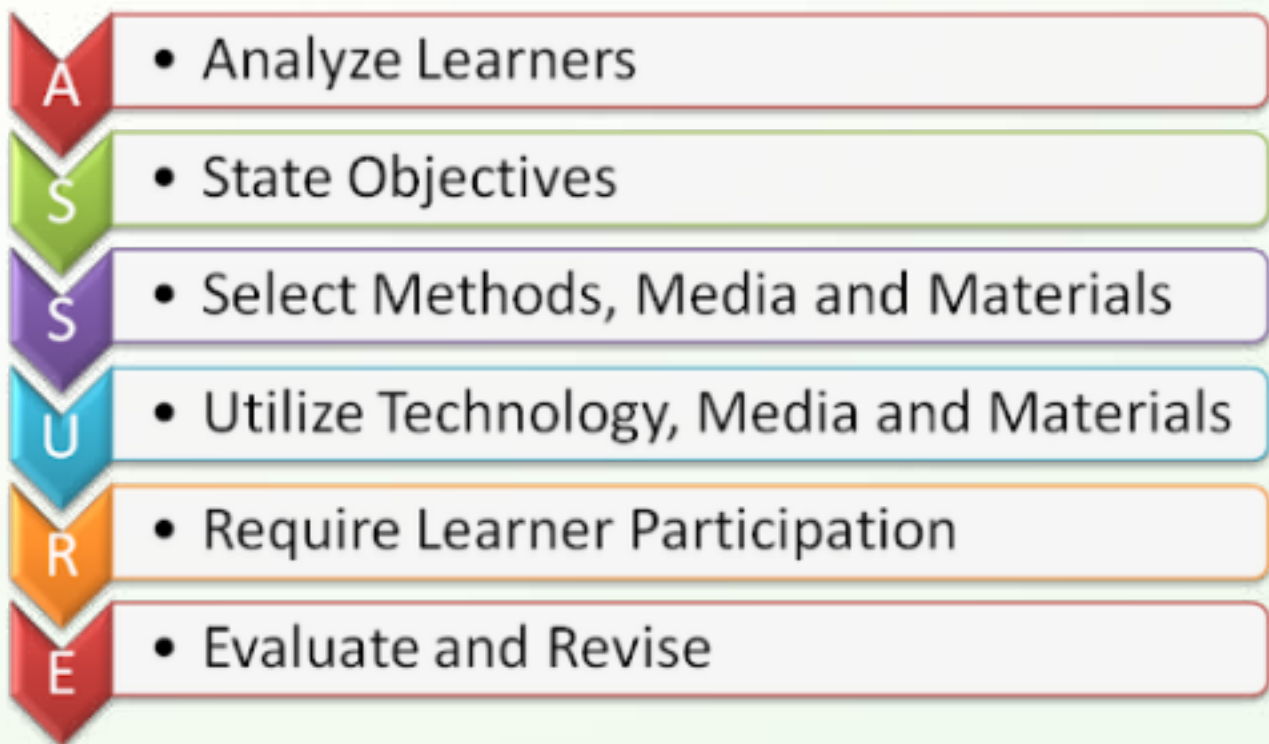 A • Analyze Learners
S • State Objectives
S • Select Methods, Media and Materials
U • Utilize Technology, Media and Materials
R • Require Learner Participation
E • Evaluate and Revise